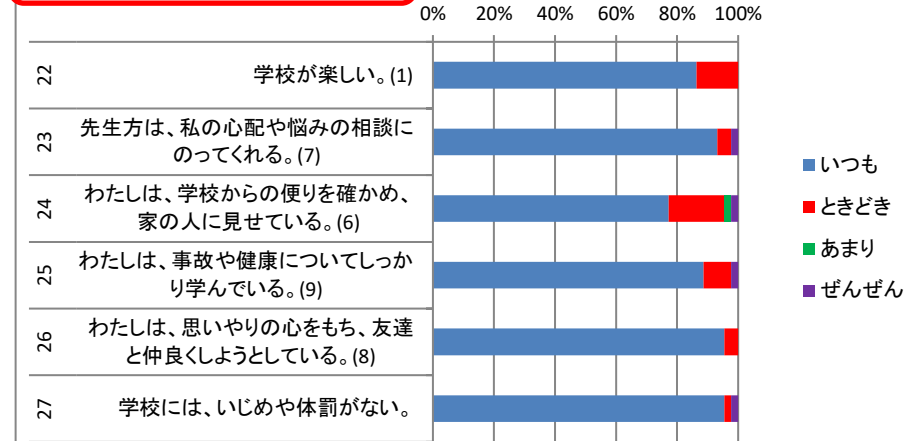 0% 20% 40% 60% 80% 100%
22 学校が楽しい。(1)
23 先生方は、私の心配や悩みの相談に
のってくれる。(7)
24 わたしは、学校からの便りを確かめ、
家の人に見せている。(6)
25 わたしは、事故や健康についてしっか
り学んでいる。(9)
26 わたしは、思いやりの心をもち、友達
と仲良くしようとしている。(8)
27 学校には、いじめや体罰がない。
いつも
ときどき
あまり
ぜんぜん